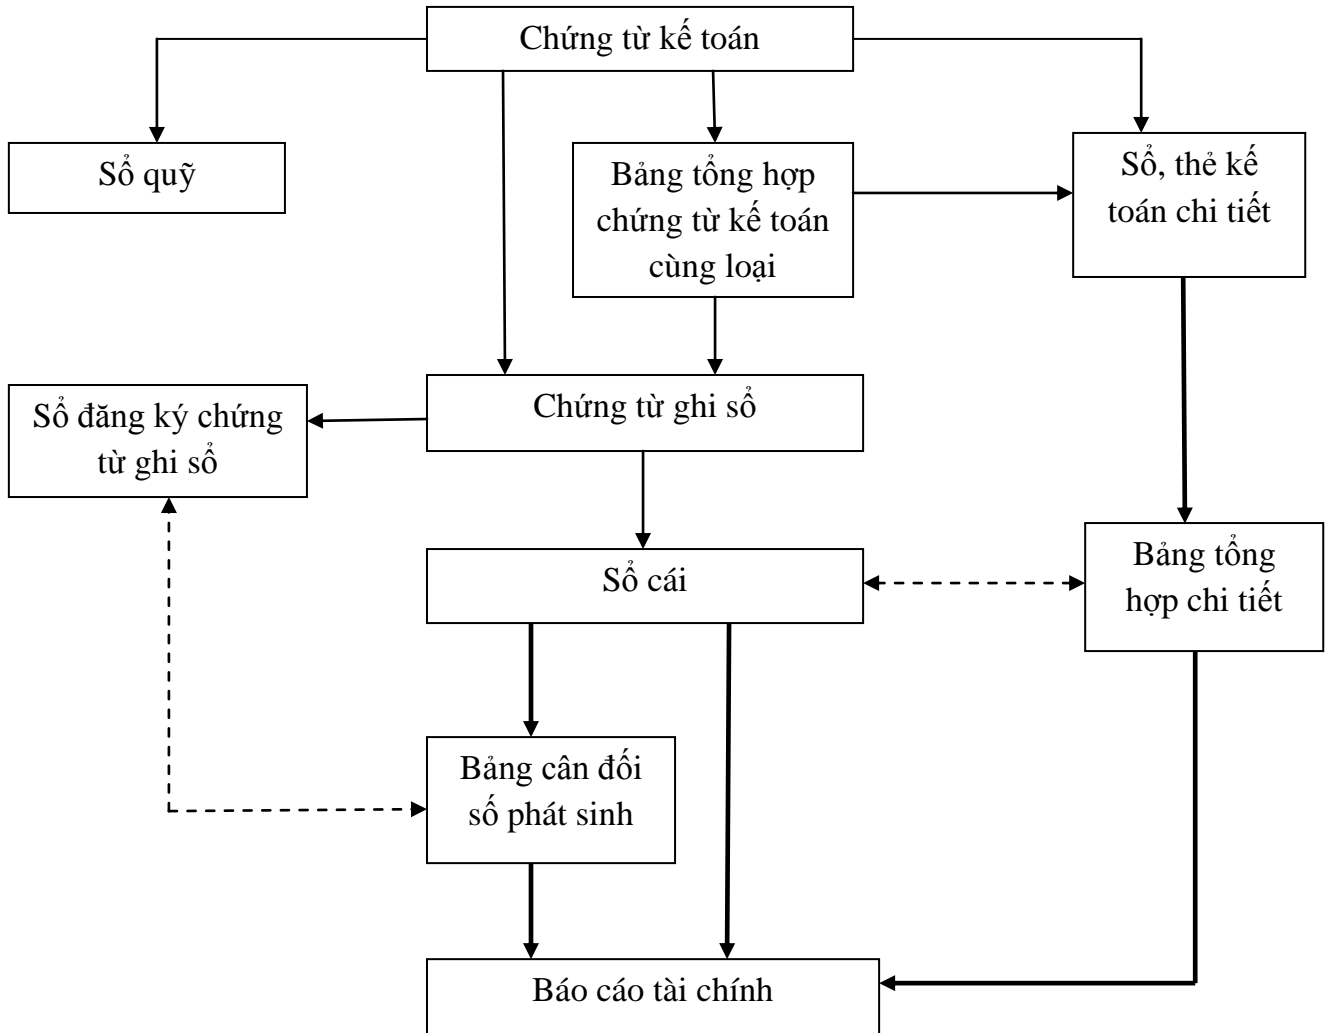 Chứng từ kế toán
Sổ quỹ
Bảng tổng hợp
chứng từ kế toán
cùng loại
Sổ, thẻ kế
toán chi tiết
Sổ đăng ký chứng
từ ghi sổ
Chứng từ ghi sổ
Sổ cái
Bảng tổng
hợp chi tiết
Bảng cân đối
số phát sinh
Báo cáo tài chính